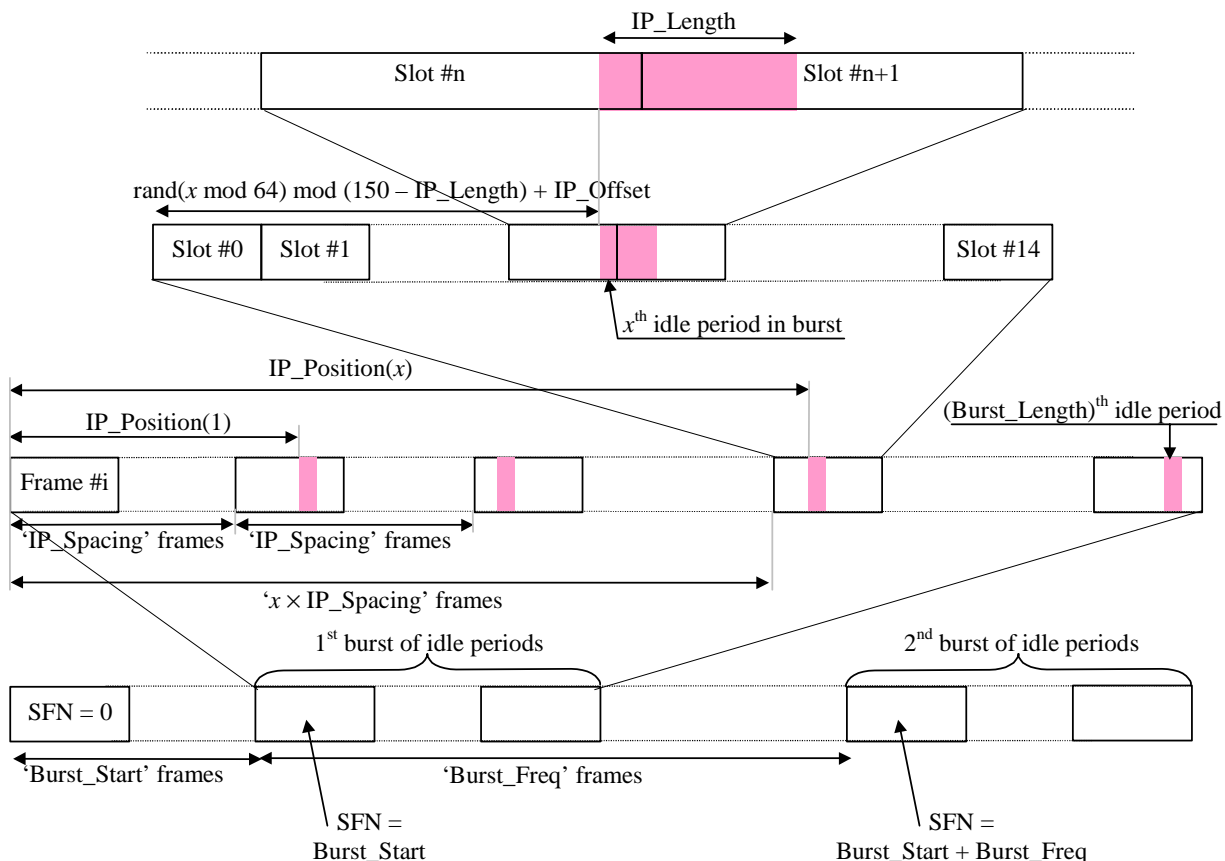 IP_Length
Slot #n
Slot #n+1
rand(x mod 64) mod (150 – IP_Length) + IP_Offset
Slot #0
Slot #1
Slot #14
xth idle period in burst
IP_Position(x)
IP_Position(1)
(Burst_Length)th idle period
Frame #i
‘IP_Spacing’ frames
‘IP_Spacing’ frames
‘x × IP_Spacing’ frames
1st burst of idle periods
2nd burst of idle periods
SFN = 0
‘Burst_Start’ frames
‘Burst_Freq’ frames
SFN =
Burst_Start
SFN =
Burst_Start + Burst_Freq